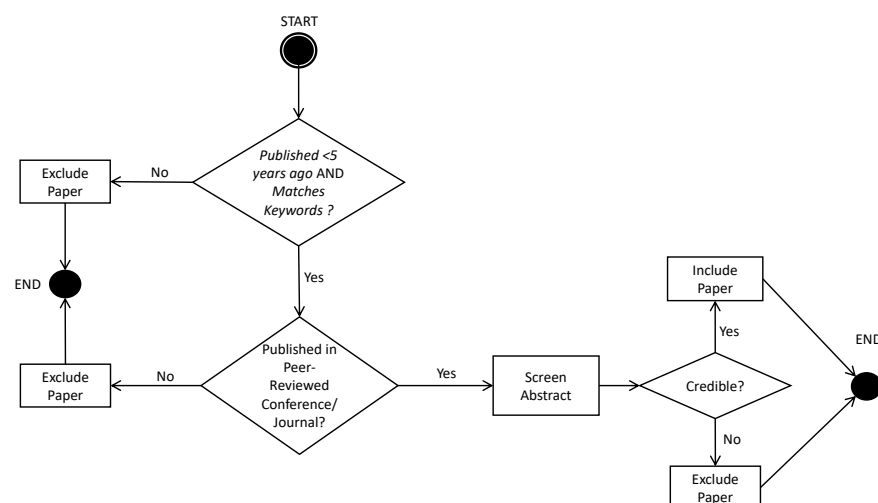 START
Published <5
years ago AND
Matches
Keywords ?
No
Exclude
Paper
END
Yes
Published in
Peer-
Reviewed
Conference/
Journal?
No
Exclude
Paper
Yes
Screen
Abstract
Credible?
Yes
Include
Paper
No
Exclude
Paper
END